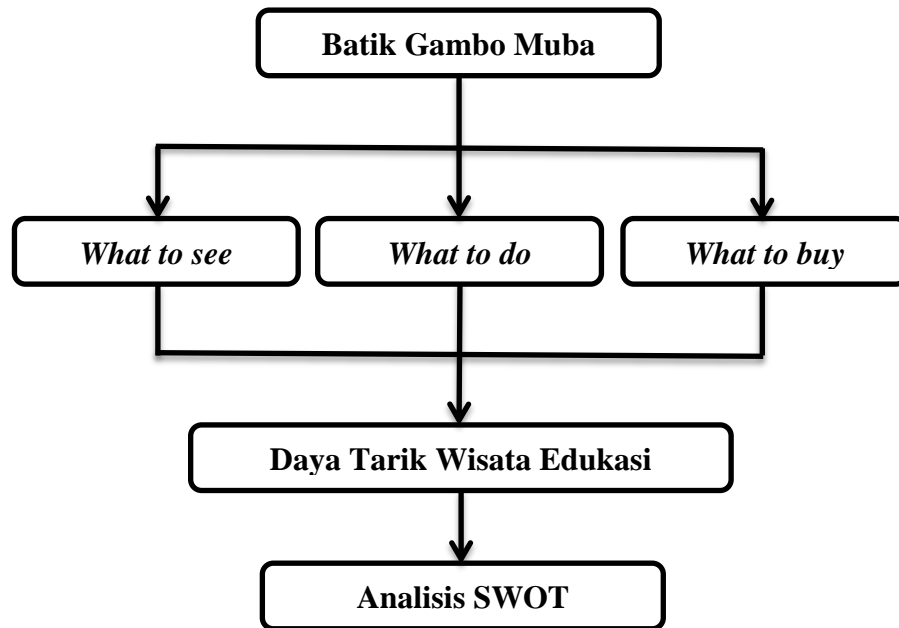 Batik Gambo Muba
What to see
What to do
What to buy
Daya Tarik Wisata Edukasi
Analisis SWOT